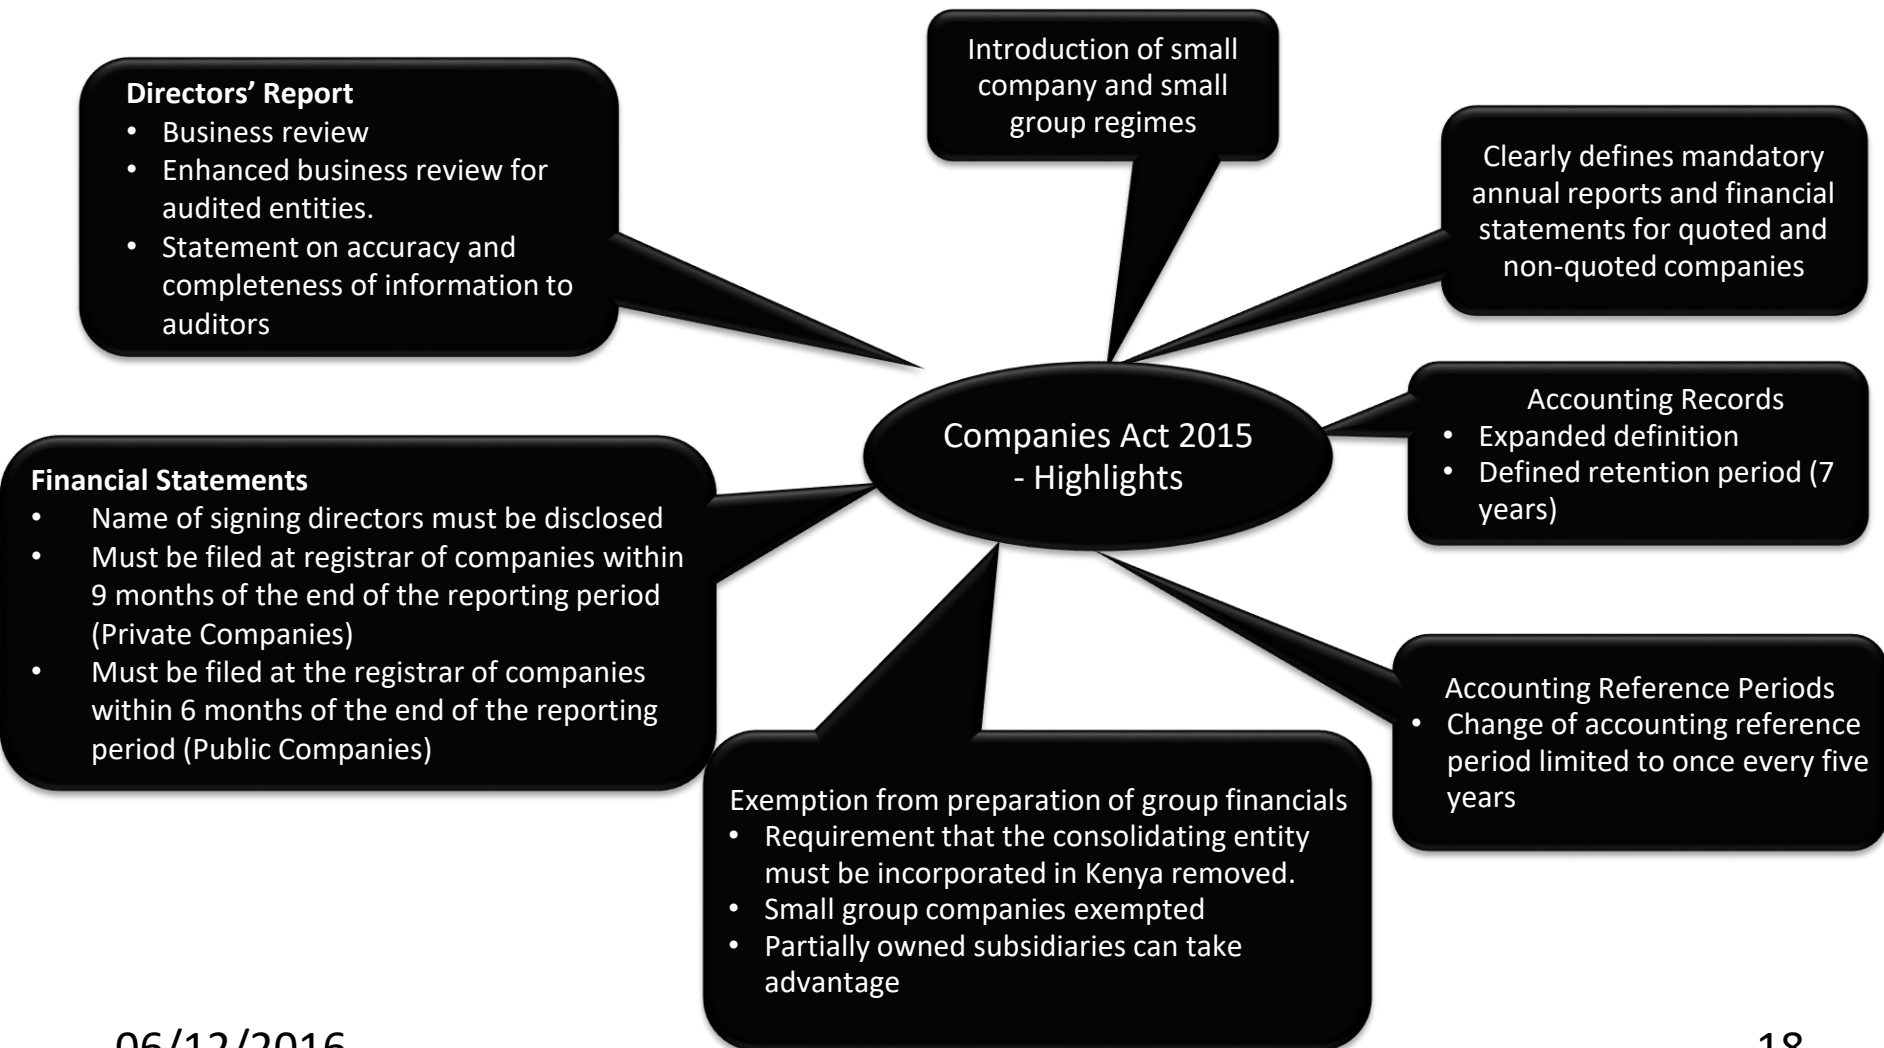 Directors’ Report
• Business review
• Enhanced business review for
audited entities.
• Statement on accuracy and
completeness of information to
auditors
Introduction of small
company and small
group regimes
Clearly defines mandatory
annual reports and financial
statements for quoted and
non-quoted companies
Companies Act 2015
- Highlights
Accounting Records
• Expanded definition
• Defined retention period (7
years)
Financial Statements
• Name of signing directors must be disclosed
• Must be filed at registrar of companies within
9 months of the end of the reporting period
(Private Companies)
• Must be filed at the registrar of companies
within 6 months of the end of the reporting
period (Public Companies)
Accounting Reference Periods
• Change of accounting reference
period limited to once every five
years
Exemption from preparation of group financials
• Requirement that the consolidating entity
must be incorporated in Kenya removed.
• Small group companies exempted
• Partially owned subsidiaries can take
advantage
06/12/2016
18